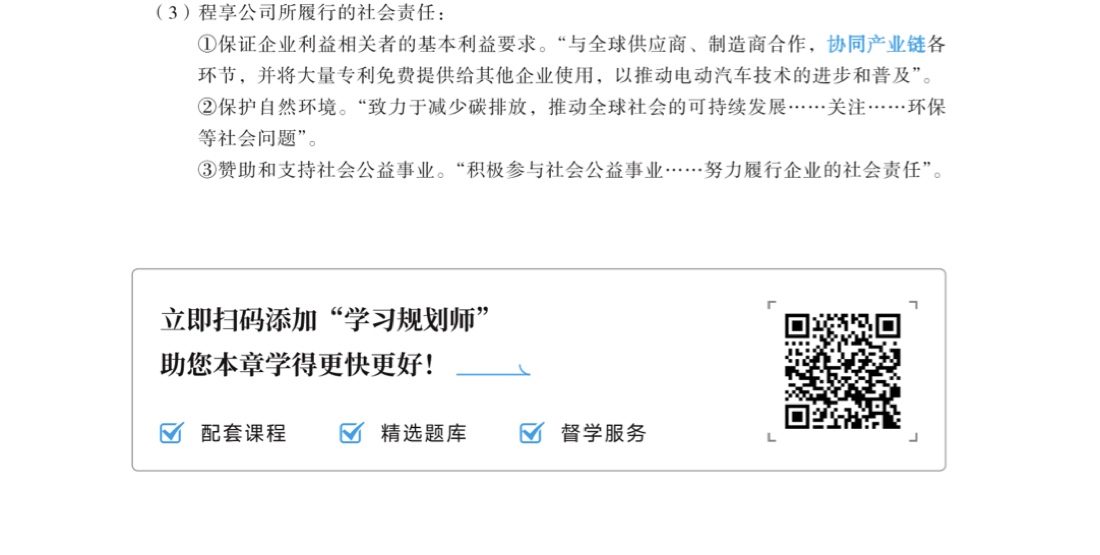 （3）程享公司所履行的社会责任：
①保证企业利益相关者的基本利益要求。“与全球供应商、制造商合作，协同产业链各
环节，并将大量专利免费提供给其他企业使用，以推动电动汽车技术的进步和普及”。
②保护自然环境。“致力于减少碳排放，推动全球社会的可持续发展……关注……环保
等社会问题”。
③赞助和支持社会公益事业。“积极参与社会公益事业……努力履行企业的社会责任”。
立即扫码添加“学习规划师”
助您本章学得更快更好！
配套课程 精选题库 督学服务